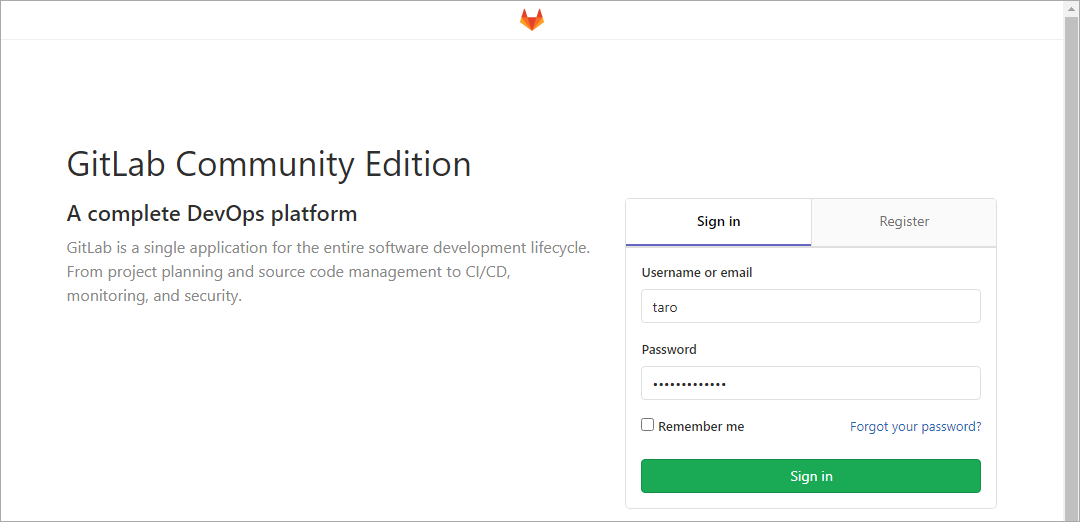 GitLab Community Edition
A complete DevOps platform
GitLab is a single application for the entire software development lifecycle.
From project planning and source code management to CI/CD,
monitoring, and security.
Sign in
Register
Username or email
taro
Password
•••••••••••••
Remember me
Forgot your password?
Sign in